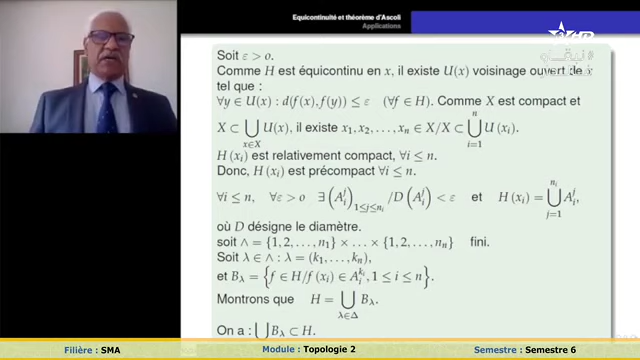 Equicontinuité et théorème d'Ascoli
Applications
Soit ε > o.
Comme H est équicontinu en x, il existe U(x) voisinage ouvert de x
tel que :
∀y ∈ U(x) : d(f(x), f(y)) ≤ ε (∀f ∈ H). Comme X est compact et
X ⊂ ⋃_{x∈X} U(x), il existe x₁, x₂, . . . , xₙ ∈ X/X ⊂ ⋃_{i=1}^{n} U (xᵢ).
H (xᵢ) est relativement compact, ∀i ≤ n.
Donc, H (xᵢ) est précompact ∀i ≤ n.
∀i ≤ n, ∀ε > o ∃ (A_i^j)_{1≤j≤n_i} /D (A_i^j) < ε et H (xᵢ) = ⋃_{j=1}^{n_i} A_i^j,
où D désigne le diamètre.
soit ∧ = {1, 2, . . . , n₁} × . . . × {1, 2, . . . , nₙ} fini.
Soit λ ∈ ∧ : λ = (k₁, . . . , kₙ),
et B_λ = {f ∈ H/f (xᵢ) ∈ A_i^{k_i}, 1 ≤ i ≤ n}.
Montrons que H = ⋃_{λ∈Δ} B_λ.
On a : ⋃ B_λ ⊂ H.
Filière : SMA
Module : Topologie 2
Semestre : Semestre 6